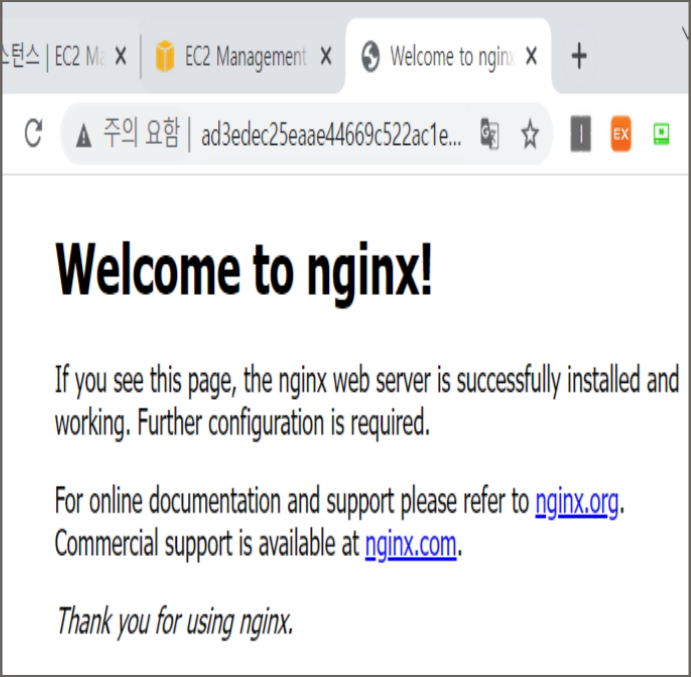 스턴스 | EC2 Ma
EC2 Management
Welcome to nginx
주의 요함 | ad3edec25eaae44669c522ac1e...
EX
Welcome to nginx!
If you see this page, the nginx web server is successfully installed and
working. Further configuration is required.
For online documentation and support please refer to nginx.org.
Commercial support is available at nginx.com.
Thank you for using nginx.